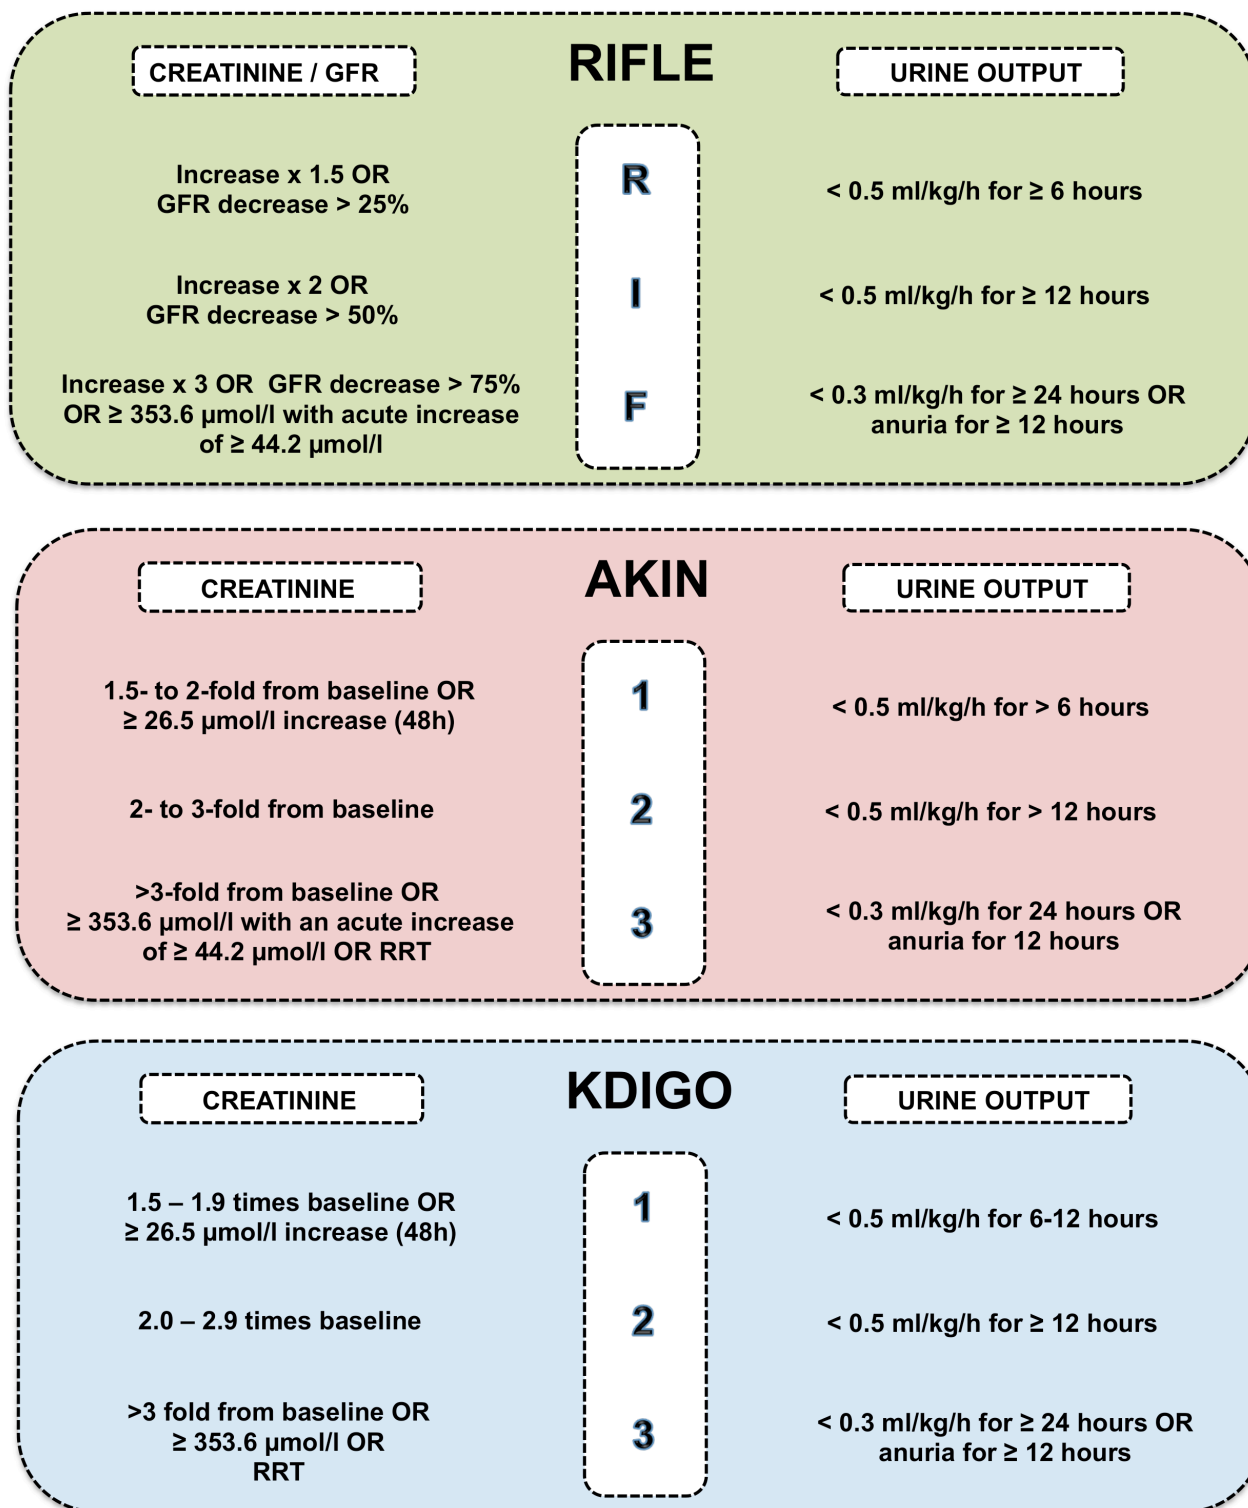 RIFLE
CREATININE / GFR
URINE OUTPUT
Increase x 1.5 OR
GFR decrease > 25%
R
< 0.5 ml/kg/h for ≥ 6 hours
Increase x 2 OR
GFR decrease > 50%
I
< 0.5 ml/kg/h for ≥ 12 hours
Increase x 3 OR  GFR decrease > 75%
OR ≥ 353.6 µmol/l with acute increase
of ≥ 44.2 µmol/l
F
< 0.3 ml/kg/h for ≥ 24 hours OR
anuria for ≥ 12 hours
AKIN
CREATININE
URINE OUTPUT
1.5- to 2-fold from baseline OR
≥ 26.5 µmol/l increase (48h)
1
< 0.5 ml/kg/h for > 6 hours
2- to 3-fold from baseline
2
< 0.5 ml/kg/h for > 12 hours
>3-fold from baseline OR
≥ 353.6 µmol/l with an acute increase
of ≥ 44.2 µmol/l OR RRT
3
< 0.3 ml/kg/h for 24 hours OR
anuria for 12 hours
KDIGO
CREATININE
URINE OUTPUT
1.5 – 1.9 times baseline OR
≥ 26.5 µmol/l increase (48h)
1
< 0.5 ml/kg/h for 6-12 hours
2.0 – 2.9 times baseline
2
< 0.5 ml/kg/h for ≥ 12 hours
>3 fold from baseline OR
≥ 353.6 µmol/l OR
RRT
3
< 0.3 ml/kg/h for ≥ 24 hours OR
anuria for ≥ 12 hours